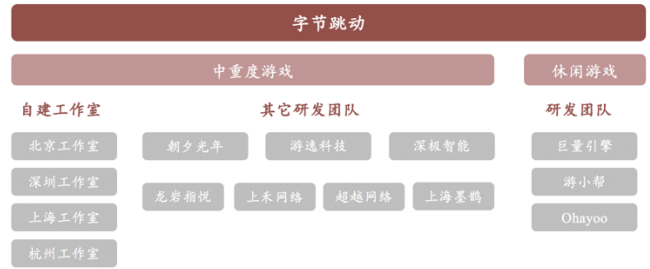 字节跳动
中重度游戏 休闲游戏
自建工作室 其它研发团队 研发团队
北京工作室 朝夕光年 游逸科技 深极智能 巨量引擎
深圳工作室 龙岩指悦 上禾网络 超越网络 上海墨鹤 游小帮
上海工作室 Ohayoo
杭州工作室